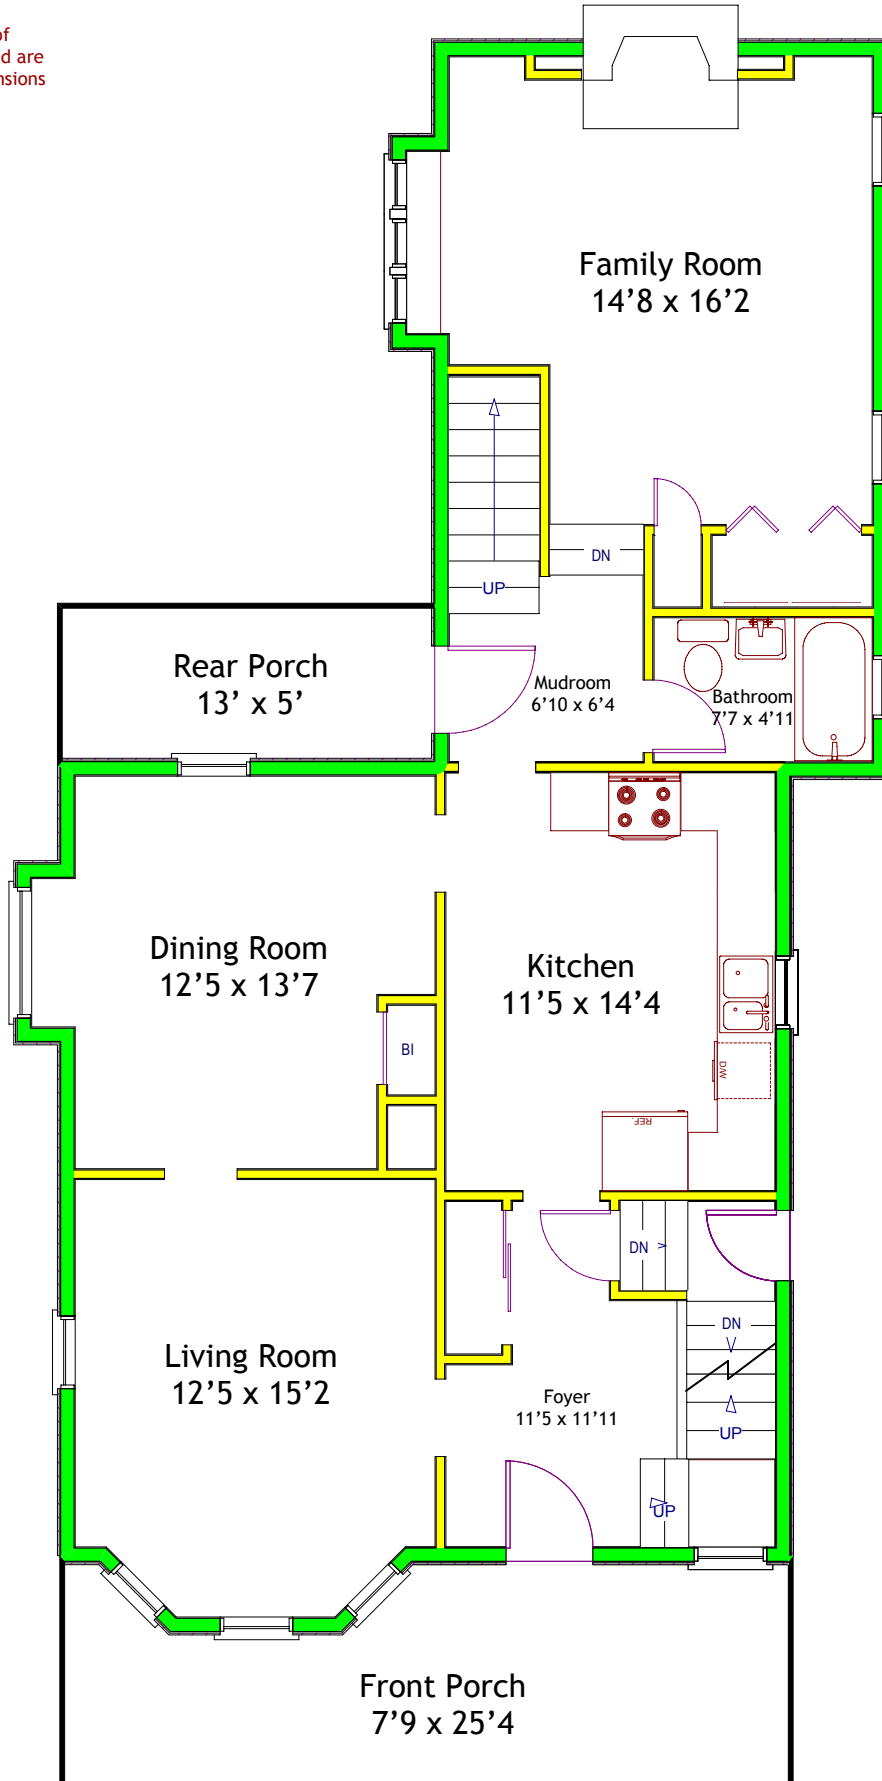 of
d are
nsions
Family Room
14’8 x 16’2
DN
UP
Rear Porch
13’ x 5’
Mudroom
6’10 x 6’4
Bathroom
7’7 x 4’11
Dining Room
12’5 x 13’7
Kitchen
11’5 x 14’4
BI
D/W
REF.
DN
DN
Living Room
12’5 x 15’2
Foyer
11’5 x 11’11
UP
UP
Front Porch
7’9 x 25’4